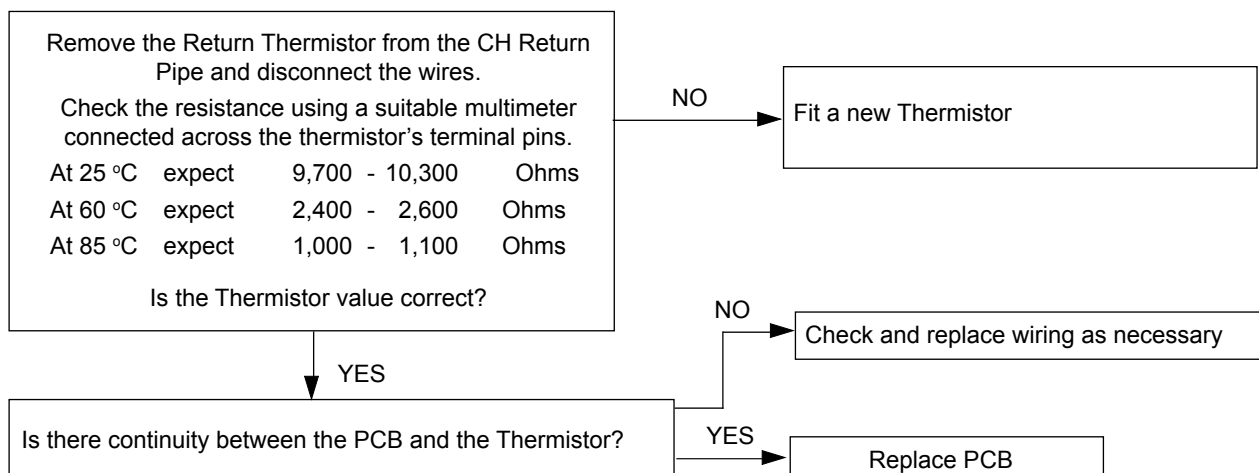 Remove the Return Thermistor from the CH Return
Pipe and disconnect the wires.
Check the resistance using a suitable multimeter
connected across the thermistor's terminal pins.
At 25 °C expect 9,700 - 10,300 Ohms
At 60 °C expect 2,400 - 2,600 Ohms
At 85 °C expect 1,000 - 1,100 Ohms
Is the Thermistor value correct?
NO
Fit a new Thermistor
YES
Is there continuity between the PCB and the Thermistor?
NO
Check and replace wiring as necessary
YES
Replace PCB